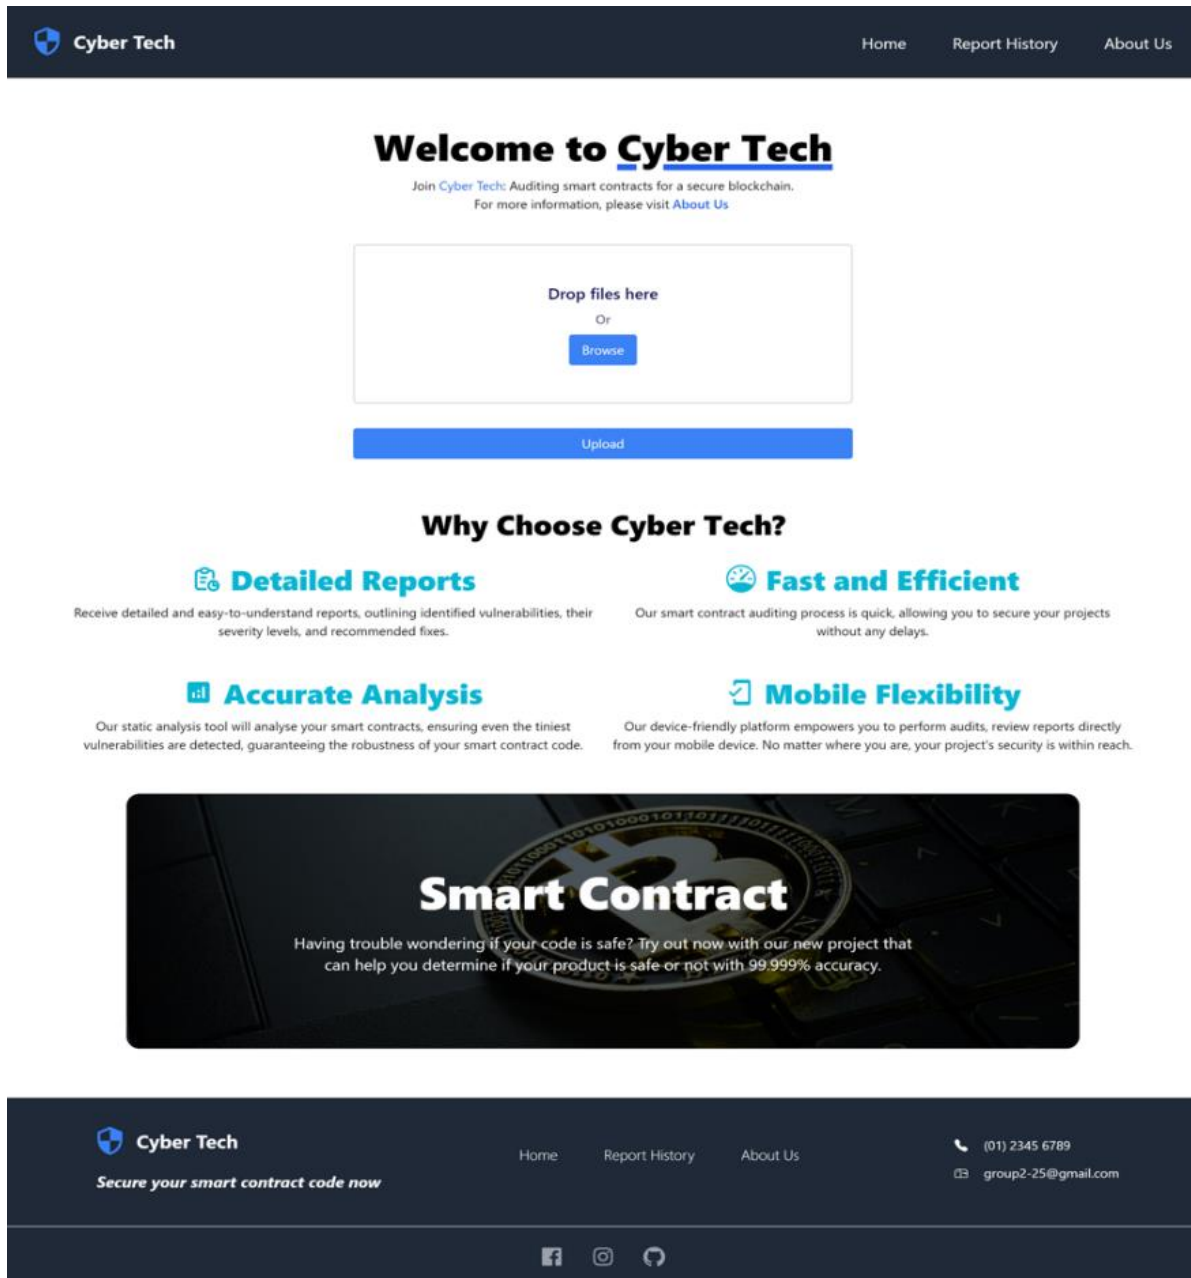 Cyber Tech
Home Report History About Us
Welcome to Cyber Tech
Join Cyber Tech: Auditing smart contracts for a secure blockchain.
For more information, please visit About Us
Drop files here
Or
Browse
Upload
Why Choose Cyber Tech?
Detailed Reports
Receive detailed and easy-to-understand reports, outlining identified vulnerabilities, their
severity levels, and recommended fixes.
Fast and Efficient
Our smart contract auditing process is quick, allowing you to secure your projects
without any delays.
Accurate Analysis
Our static analysis tool will analyse your smart contracts, ensuring even the tiniest
vulnerabilities are detected, guaranteeing the robustness of your smart contract code.
Mobile Flexibility
Our device-friendly platform empowers you to perform audits, review reports directly
from your mobile device. No matter where you are, your project's security is within reach.
Smart Contract
Having trouble wondering if your code is safe? Try out now with our new project that
can help you determine if your product is safe or not with 99.999% accuracy.
Cyber Tech
Secure your smart contract code now
Home Report History About Us
(01) 2345 6789
group2-25@gmail.com